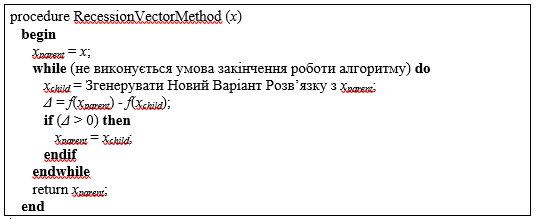 procedure RecessionVectorMethod (x)
begin
xparent = x;
while (не виконується умова закінчення роботи алгоритму) do
xchild = Згенерувати Новий Варіант Розв’язку з xparent;
Δ = f(xparent) - f(xchild);
if (Δ > 0) then
xparent = xchild;
endif
endwhile
return xparent;
end